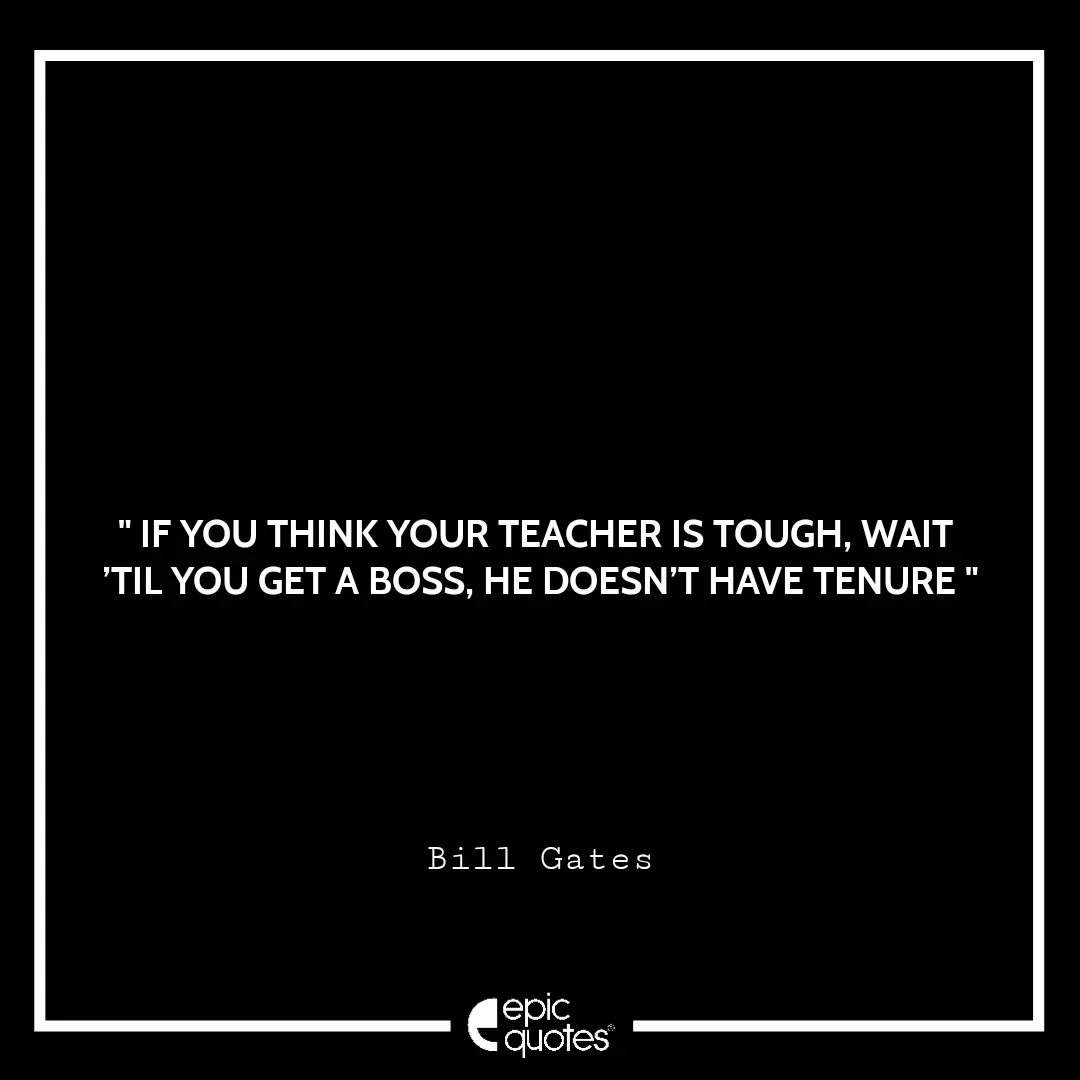 " IF YOU THINK YOUR TEACHER IS TOUGH, WAIT
’TIL YOU GET A BOSS, HE DOESN’T HAVE TENURE "
Bill Gates
epic
quotes®